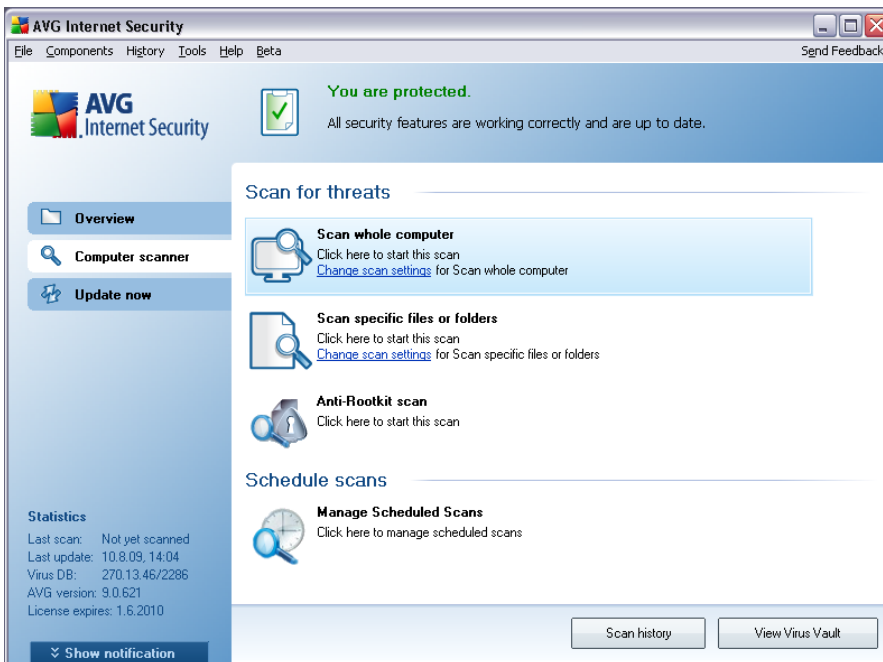 AVG Internet Security
File Components History Tools Help Beta Send Feedback
AVG
Internet Security
You are protected.
All security features are working correctly and are up to date.
Overview
Computer scanner
Update now
Scan for threats
Scan whole computer
Click here to start this scan
Change scan settings for Scan whole computer
Scan specific files or folders
Click here to start this scan
Change scan settings for Scan specific files or folders
Anti-Rootkit scan
Click here to start this scan
Schedule scans
Manage Scheduled Scans
Click here to manage scheduled scans
Statistics
Last scan: Not yet scanned
Last update: 10.8.09, 14:04
Virus DB: 270.13.46/2286
AVG version: 9.0.621
License expires: 1.6.2010
Show notification
Scan history
View Virus Vault